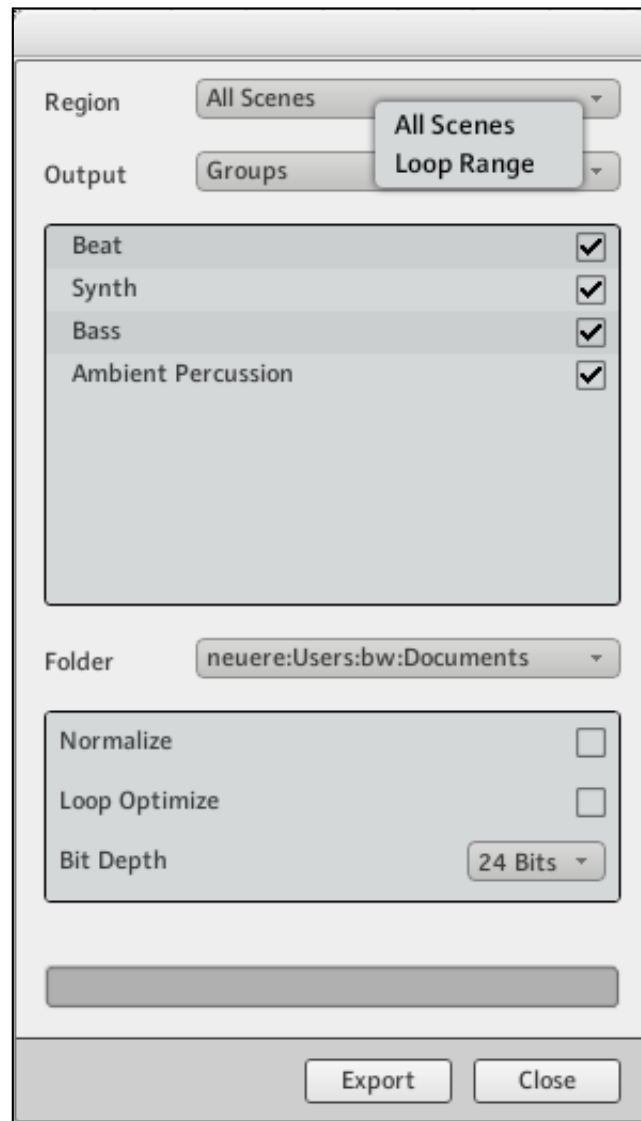 Region All Scenes
All Scenes
Loop Range
Output Groups
Beat
Synth
Bass
Ambient Percussion
Folder neuere:Users:bw:Documents
Normalize
Loop Optimize
Bit Depth 24 Bits
Export Close